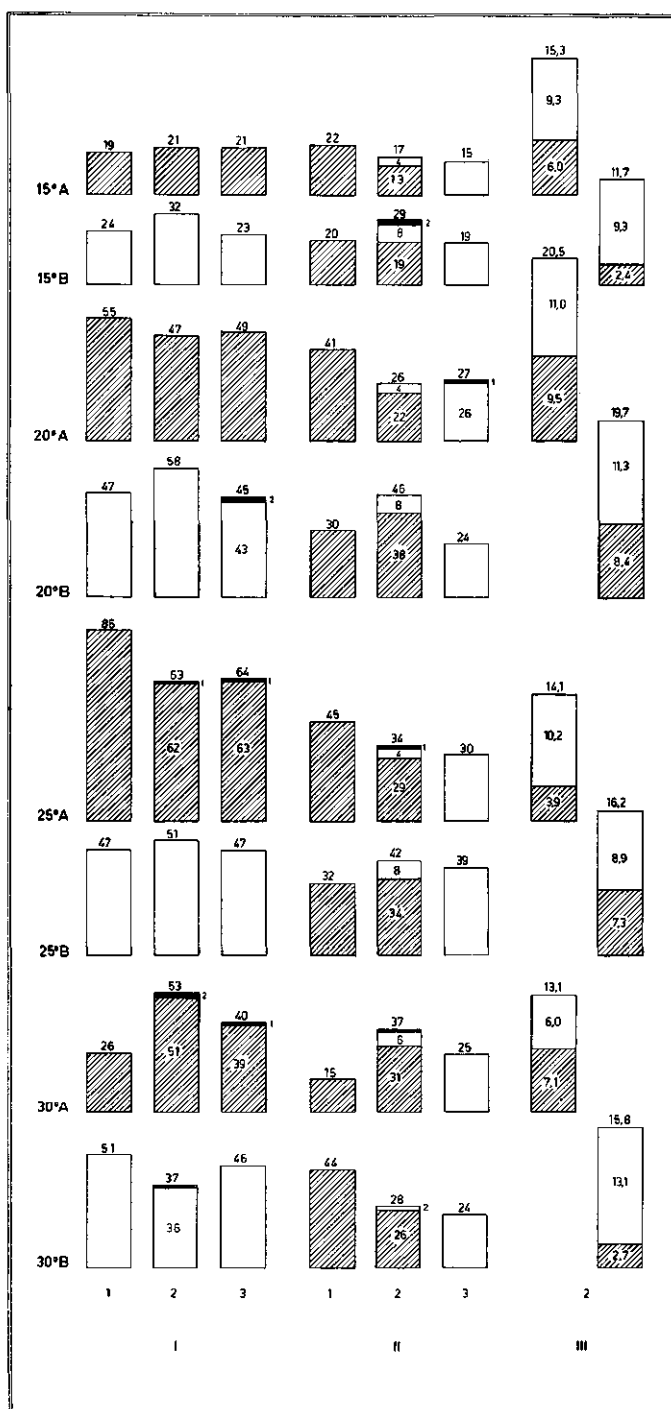 19 21 21 22 17 4 13 15 15,3 9,3 6,0
15°A
24 32 23 20 29 2 8 19 19 11,7 9,3 2,4
15°B
55 47 49 41 26 4 22 27 1 26 20,5 11,0 9,5
20°A
47 58 45 2 43 30 46 8 38 24 19,7 11,3 8,4
20°B
86 63 1 62 64 1 63 45 34 1 4 29 30 14,1 10,2 3,9
25°A
47 51 47 32 42 8 34 39 16,2 8,9 7,3
25°B
26 53 2 51 40 1 39 15 37 6 31 25 13,1 6,0 7,1
30°A
51 37 36 46 44 28 2 26 24 15,8 13,1 2,7
30°B
1 2 3 1 2 3 2
I II III